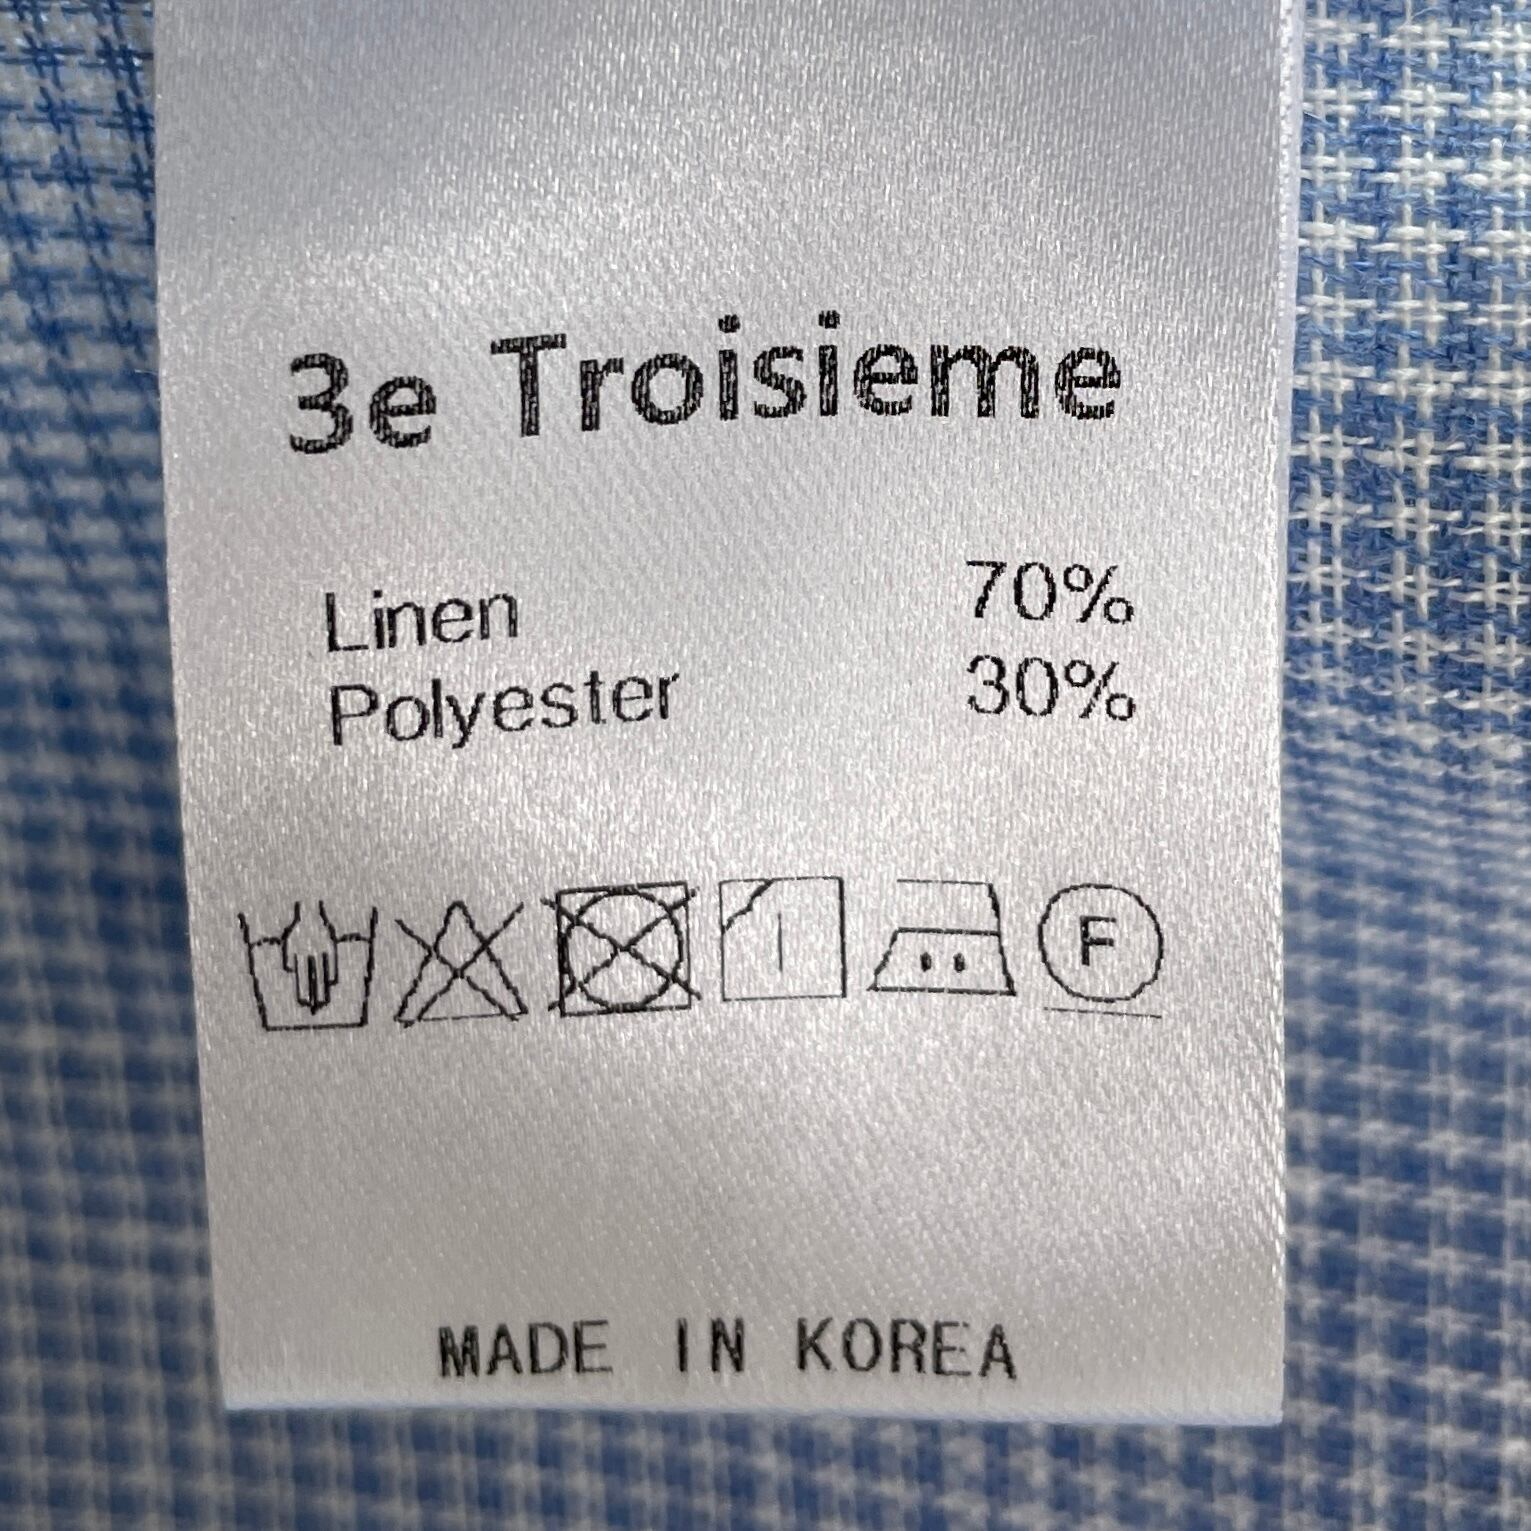 3e Troisieme
Linen 70%
Polyester 30%
F
MADE IN KOREA